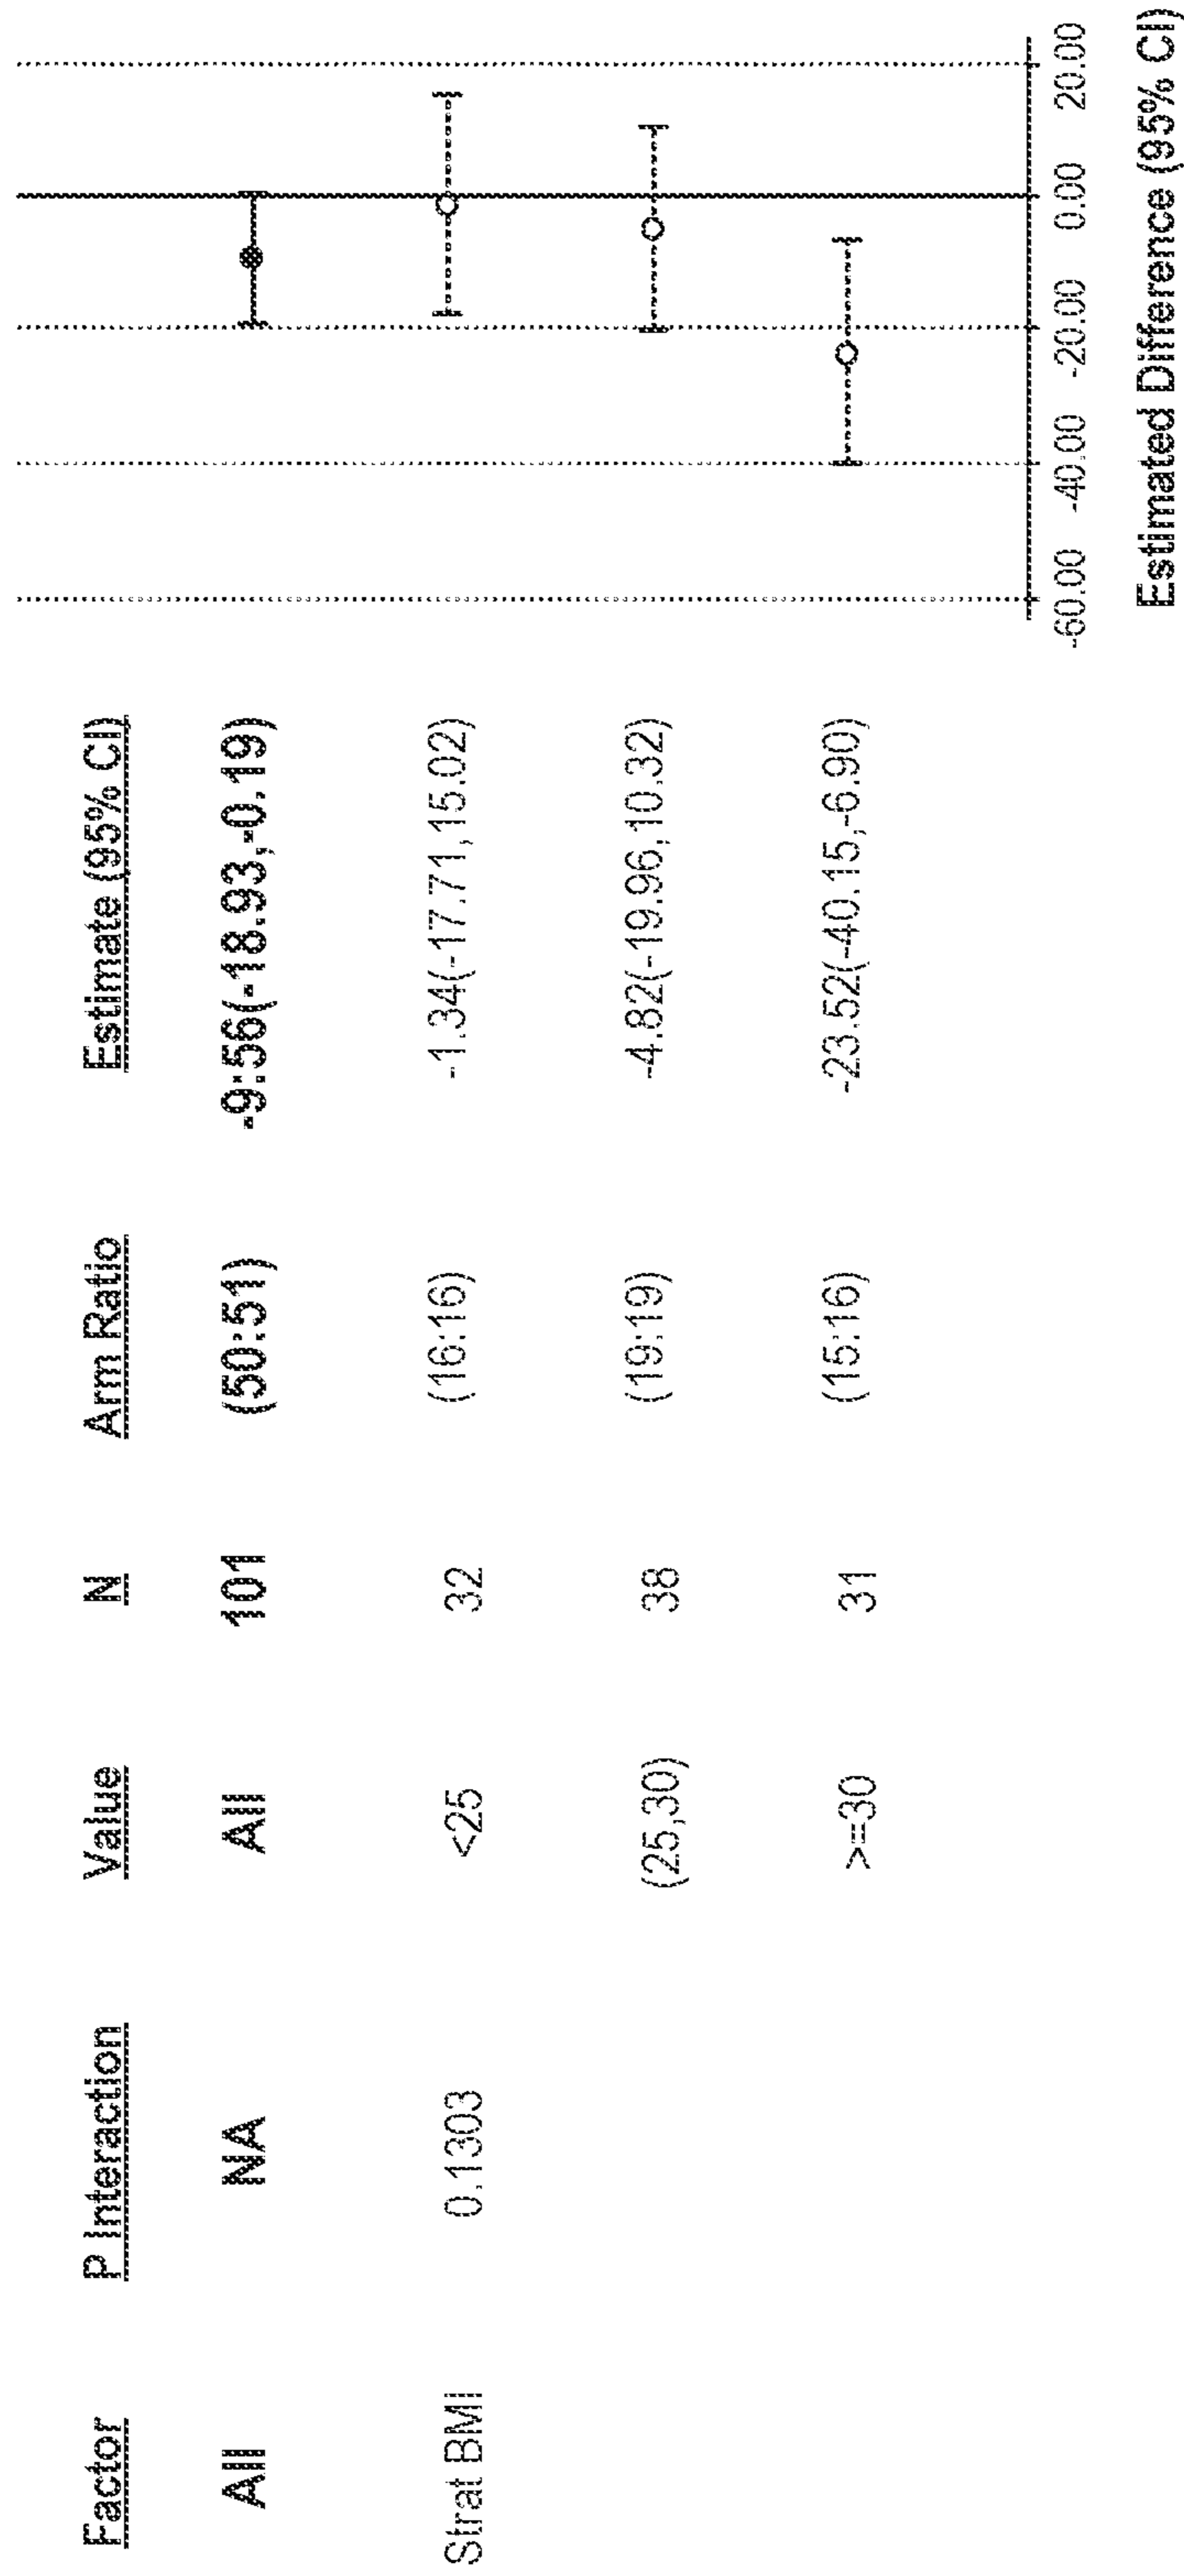 Factor P Interaction Value N Arm Ratio Estimate (95% CI)
All NA All 101 (50:51) -9.56(-18.93,-0.19)
Strat BMI 0.1303 <25 32 (16:16) -1.34(-17.71,15.02)
(25,30) 38 (19:19) -4.82(-19.96,10.32)
>=30 31 (15:16) -23.52(-40.15,-6.90)
-60.00 -40.00 -20.00 0.00 20.00
Estimated Difference (95% CI)